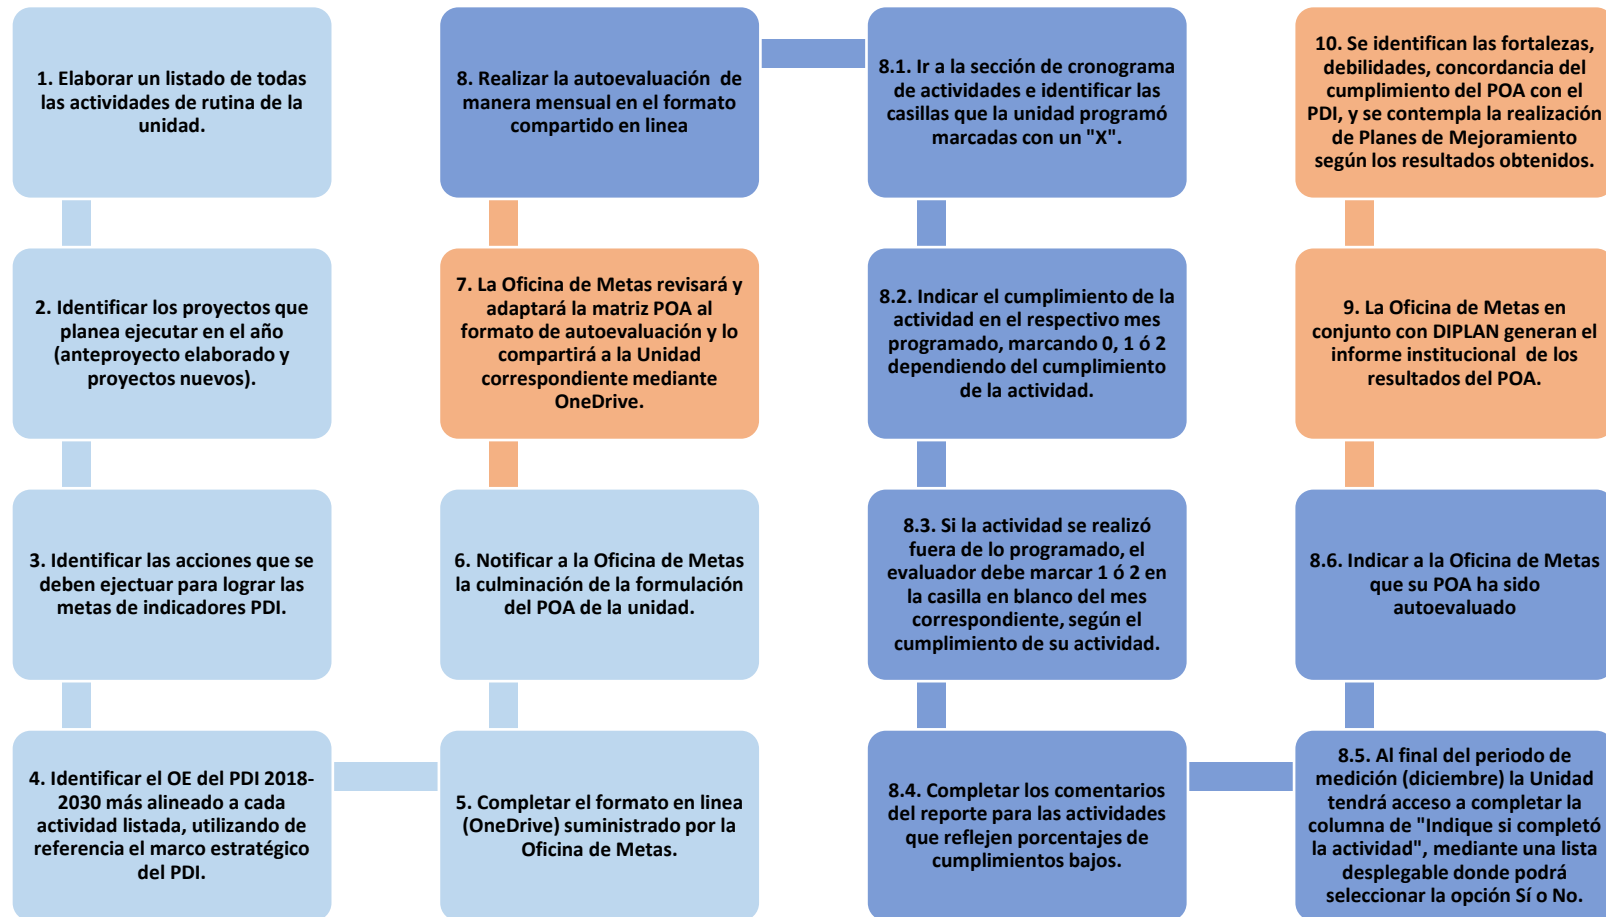 1. Elaborar un listado de todas
las actividades de rutina de la
unidad.
2. Identificar los proyectos que
planea ejecutar en el año
(anteproyecto elaborado y
proyectos nuevos).
3. Identificar las acciones que se
deben ejectuar para lograr las
metas de indicadores PDI.
4. Identificar el OE del PDI 2018-
2030 más alineado a cada
actividad listada, utilizando de
referencia el marco estratégico
del PDI.
5. Completar el formato en linea
(OneDrive) suministrado por la
Oficina de Metas.
6. Notificar a la Oficina de Metas
la culminación de la formulación
del POA de la unidad.
7. La Oficina de Metas revisará y
adaptará la matriz POA al
formato de autoevaluación y lo
compartirá a la Unidad
correspondiente mediante
OneDrive.
8. Realizar la autoevaluación de
manera mensual en el formato
compartido en linea
8.1. Ir a la sección de cronograma
de actividades e identificar las
casillas que la unidad programó
marcadas con un "X".
8.2. Indicar el cumplimiento de la
actividad en el respectivo mes
programado, marcando 0, 1 ó 2
dependiendo del cumplimiento
de la actividad.
8.3. Si la actividad se realizó
fuera de lo programado, el
evaluador debe marcar 1 ó 2 en
la casilla en blanco del mes
correspondiente, según el
cumplimiento de su actividad.
8.4. Completar los comentarios
del reporte para las actividades
que reflejen porcentajes de
cumplimientos bajos.
8.5. Al final del periodo de
medición (diciembre) la Unidad
tendrá acceso a completar la
columna de "Indique si completó
la actividad", mediante una lista
desplegable donde podrá
seleccionar la opción Sí o No.
8.6. Indicar a la Oficina de Metas
que su POA ha sido
autoevaluado
9. La Oficina de Metas en
conjunto con DIPLAN generan el
informe institucional de los
resultados del POA.
10. Se identifican las fortalezas,
debilidades, concordancia del
cumplimiento del POA con el
PDI, y se contempla la realización
de Planes de Mejoramiento
según los resultados obtenidos.